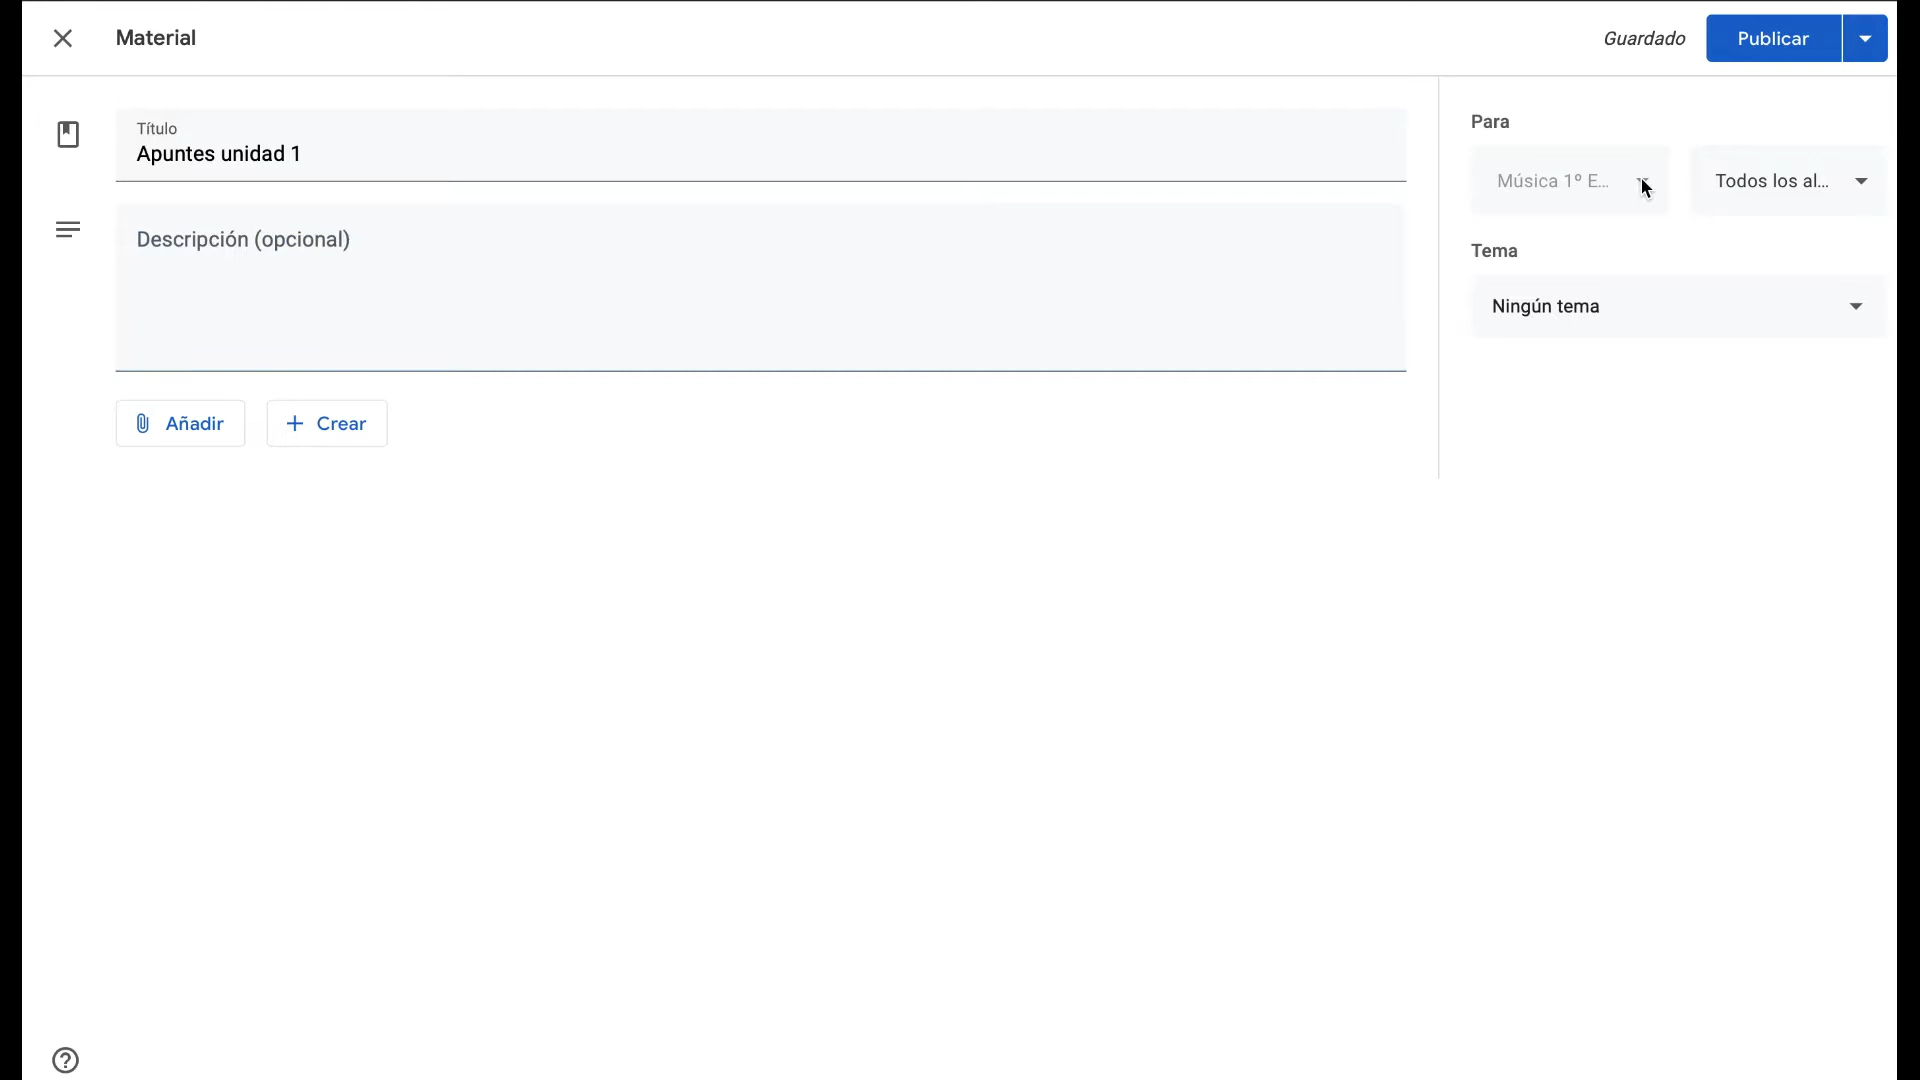 Material
Guardado
Publicar
Título
Apuntes unidad 1
Descripción (opcional)
Añadir
Crear
Para
Música 1º E...
Todos los al...
Tema
Ningún tema